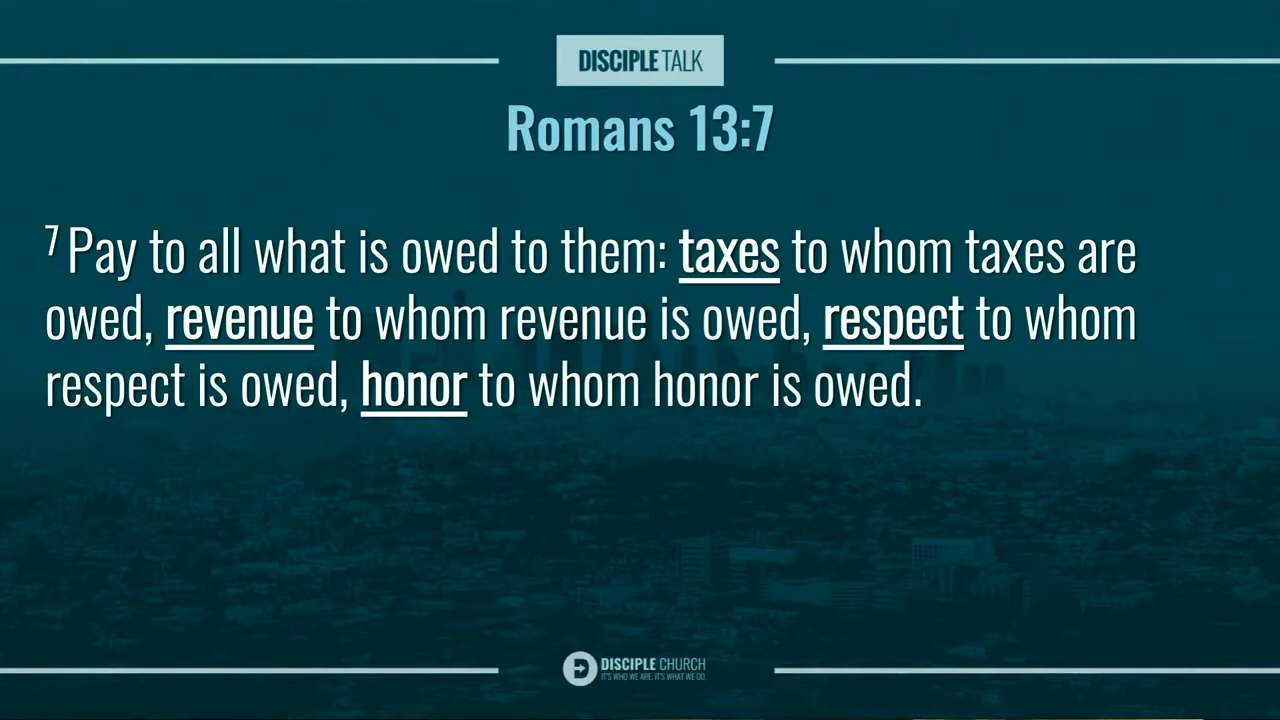 DISCIPLE TALK
Romans 13:7
7 Pay to all what is owed to them: taxes to whom taxes are
owed, revenue to whom revenue is owed, respect to whom
respect is owed, honor to whom honor is owed.
DISCIPLE CHURCH
IT'S WHO WE ARE. IT'S WHAT WE DO.